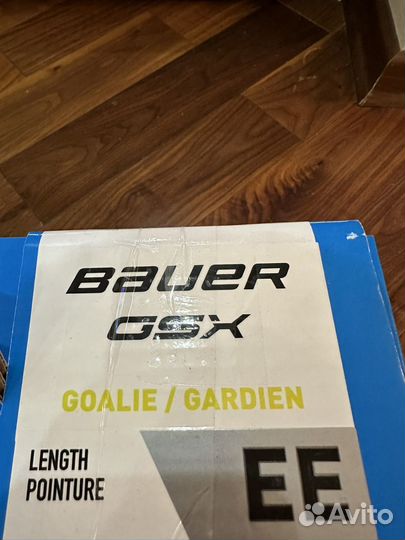 Bauer
GSX
GOALIE / GARDIEN
LENGTH
POINTURE
EE
Avito